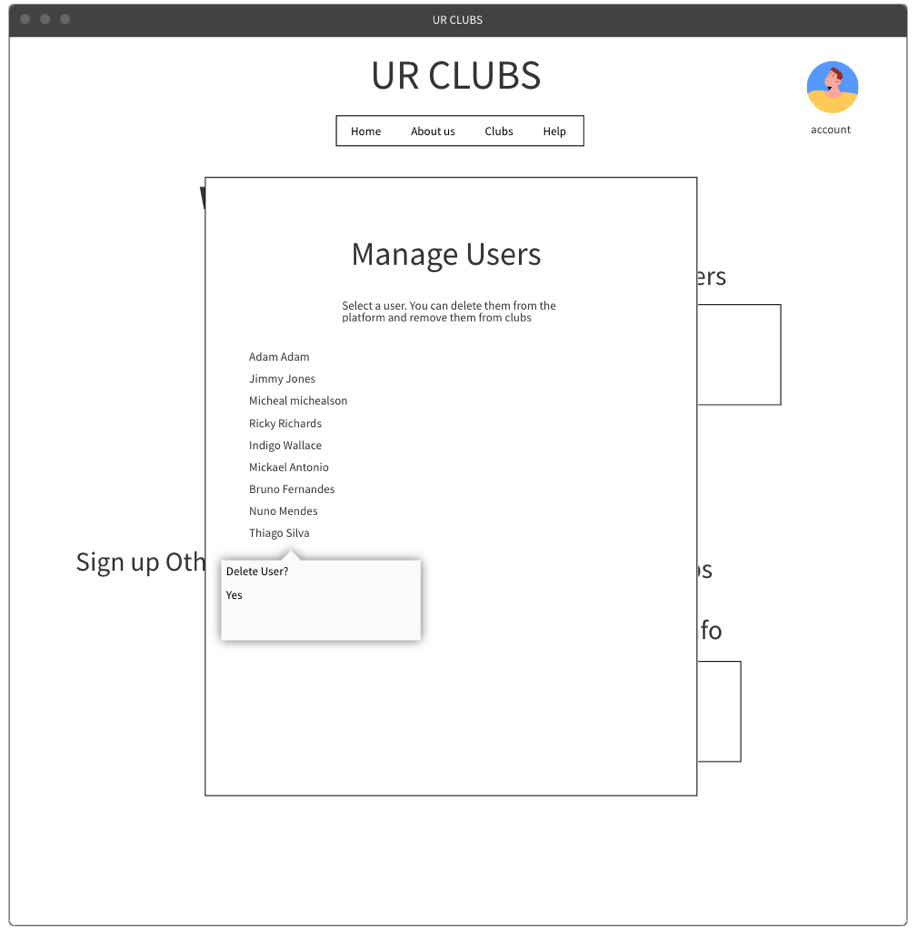 UR CLUBS
UR CLUBS
account
Home About us Clubs Help
Manage Users
ers
Select a user. You can delete them from the
platform and remove them from clubs
Adam Adam
Jimmy Jones
Micheal michealson
Ricky Richards
Indigo Wallace
Mickael Antonio
Bruno Fernandes
Nuno Mendes
Thiago Silva
Sign up Oth
Delete User?
Yes
fo